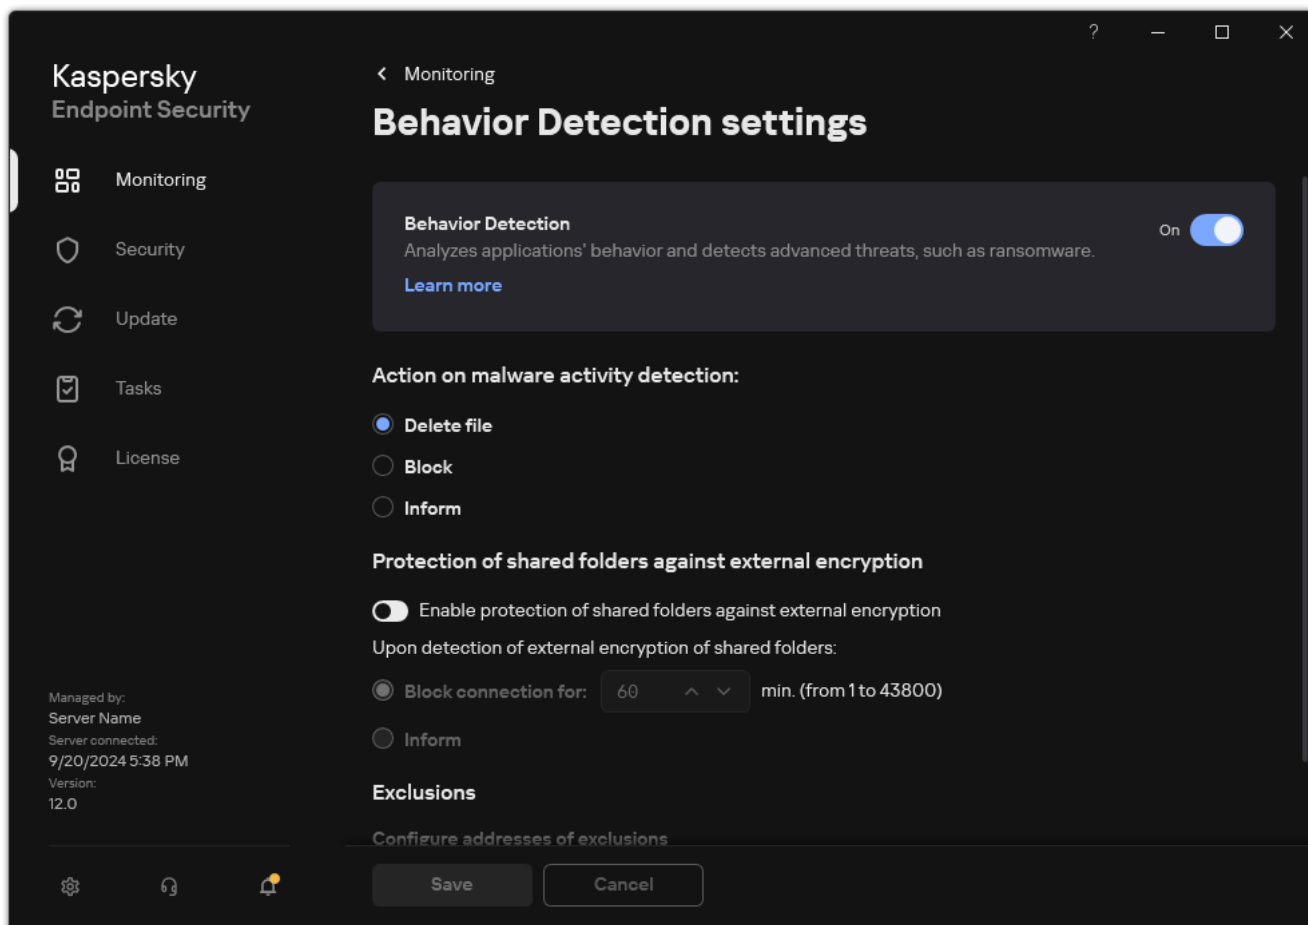 ?
Kaspersky
Endpoint Security
Monitoring
Security
Update
Tasks
License
Managed by:
Server Name
Server connected:
9/20/2024 5:38 PM
Version:
12.0
Monitoring
Behavior Detection settings
Behavior Detection
Analyzes applications' behavior and detects advanced threats, such as ransomware.
Learn more
On
Action on malware activity detection:
Delete file
Block
Inform
Protection of shared folders against external encryption
Enable protection of shared folders against external encryption
Upon detection of external encryption of shared folders:
Block connection for: 60 min. (from 1 to 43800)
Inform
Exclusions
Configure addresses of exclusions
Save Cancel